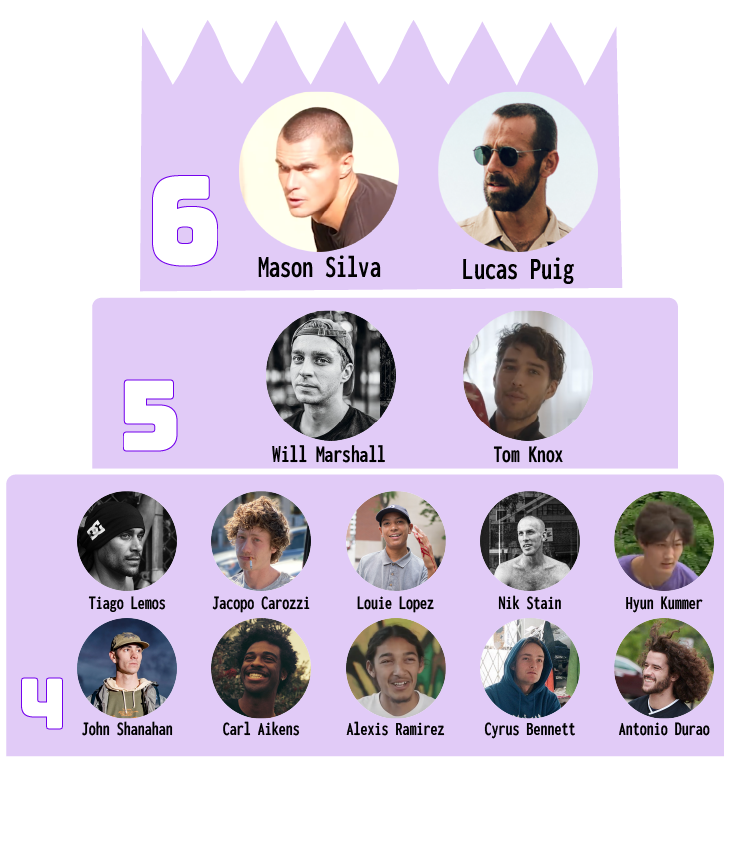 6
Mason Silva
Lucas Puig
5
Will Marshall
Tom Knox
DC
Tiago Lemos
Jacopo Carozzi
Louie Lopez
Nik Stain
Hyun Kummer
4
John Shanahan
Carl Aikens
Alexis Ramirez
Cyrus Bennett
Antonio Durao